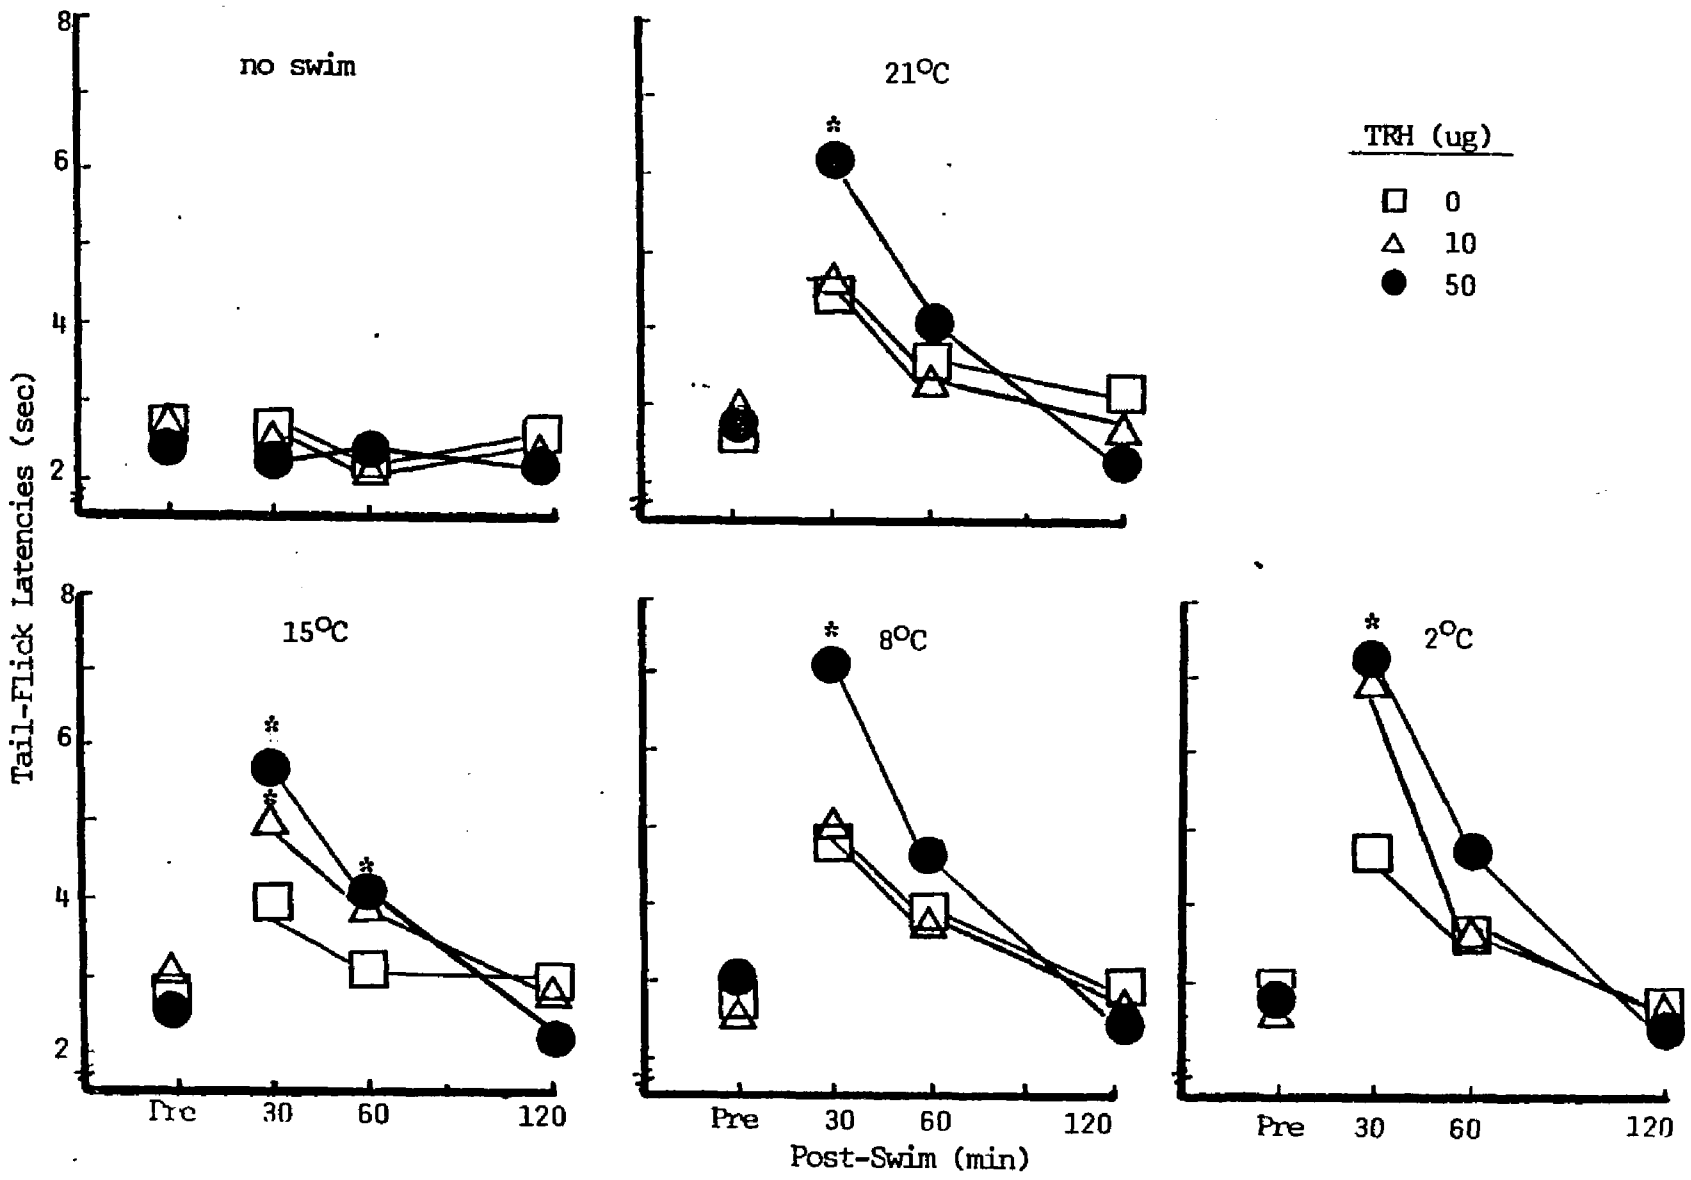 8
no swim
21°C
TRH (ug)
6
0
10
50
4
2
Tail-Flick Latencies (sec)
8
15°C
*
8°C
*
2°C
*
6
*
*
*
4
2
Pre 30 60 120
Pre 30 60 120
Pre 30 60 120
Post-Swim (min)